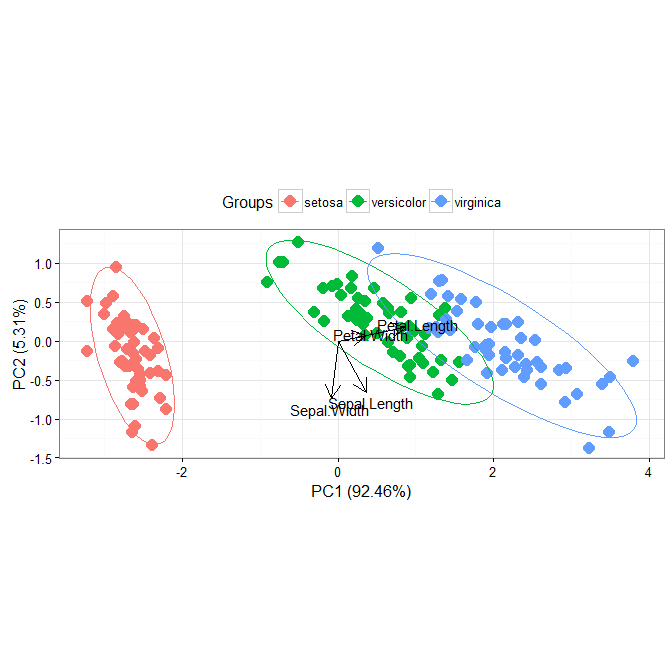 Groups setosa versicolor virginica
PC2 (5.31%)
1.0
0.5
0.0
-0.5
-1.0
-1.5
Petal.Length
Petal.Width
Sepal.Length
Sepal.Width
-2 0 2 4
PC1 (92.46%)